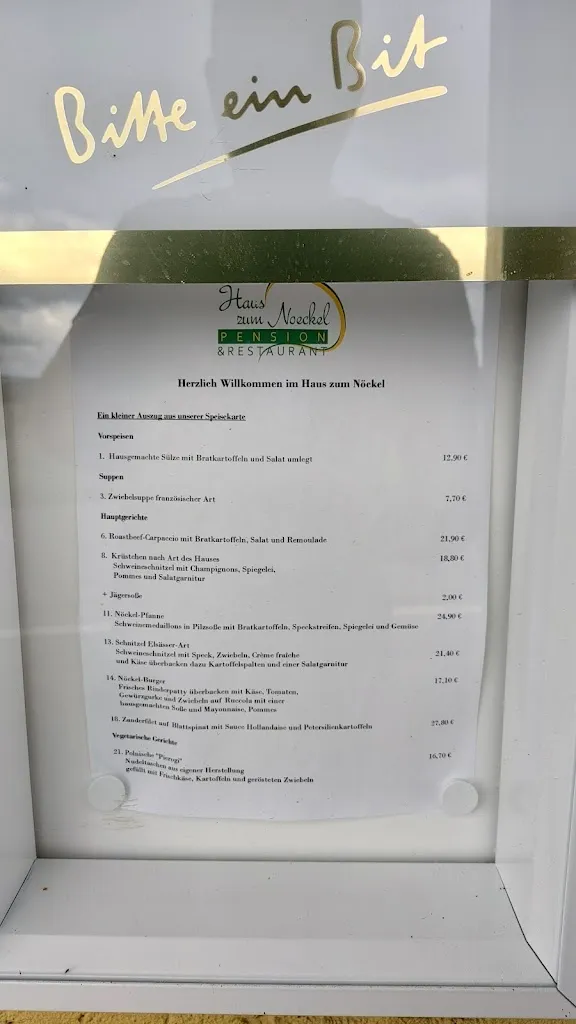 Bitte ein Bit
Haus
zum Noeckel
PENSION
& RESTAURANT
Herzlich Willkommen im Haus zum Nöckel
Ein kleiner Auszug aus unserer Speisekarte
Vorspeisen
1. Hausgemachte Sülze mit Bratkartoffeln und Salat umlegt 12,90 €
Suppen
3. Zwiebelsuppe französischer Art 7,70 €
Hauptgerichte
6. Roastbeef-Carpaccio mit Bratkartoffeln, Salat und Remoulade 21,90 €
8. Krüstchen nach Art des Hauses 18,80 €
Schweineschnitzel mit Champignons, Spiegelei,
Pommes und Salatgarnitur
+ Jägersoße 2,00 €
11. Nöckel-Pfanne 24,90 €
Schweinemedaillons in Pilzsoße mit Bratkartoffeln, Speckstreifen, Spiegelei und Gemüse
13. Schnitzel Elsässer-Art
Schweineschnitzel mit Speck, Zwiebeln, Crème fraîche 21,40 €
und Käse überbacken dazu Kartoffelspalten und einer Salatgarnitur
14. Nöckel-Burger 17,10 €
Frisches Rinderpatty überbacken mit Käse, Tomaten,
Gewürzgurke und Zwiebeln auf Ruccola mit einer
hausgemachten Soße und Mayonnaise, Pommes
18. Zanderfilet auf Blattspinat mit Sauce Hollandaise und Petersilienkartoffeln 27,80 €
Vegetarische Gerichte
21. Polnische "Pierogi" 16,70 €
Nudeltaschen aus eigener Herstellung
gefüllt mit Frischkäse, Kartoffeln und gerösteten Zwiebeln